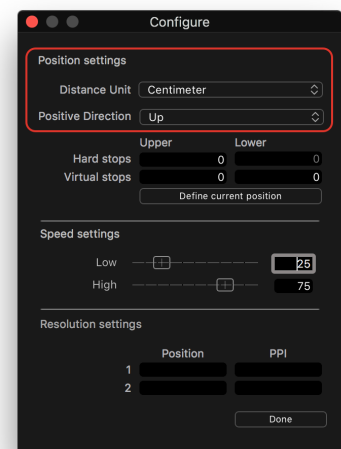 Configure
Position settings
Distance Unit Centimeter
Positive Direction Up
Upper Lower
Hard stops 0 0
Virtual stops 0 0
Define current position
Speed settings
Low 25
High 75
Resolution settings
Position PPI
1
2
Done